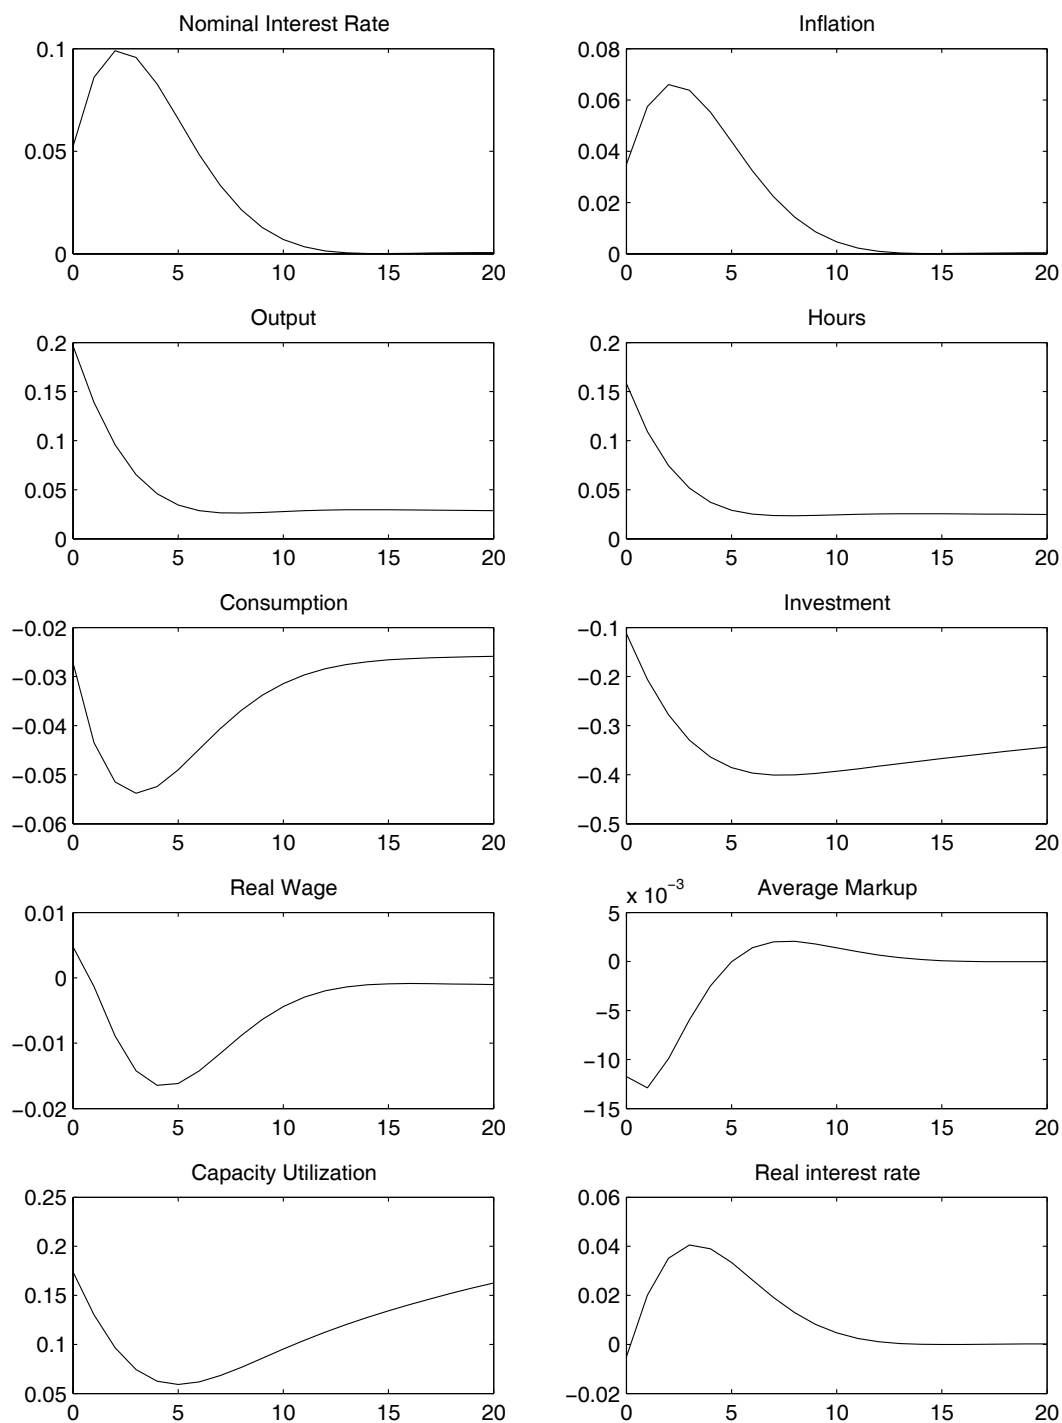 Nominal Interest Rate
0.1
0.05
0
0 5 10 15 20
Inflation
0.08
0.06
0.04
0.02
0
0 5 10 15 20
Output
0.2
0.15
0.1
0.05
0
0 5 10 15 20
Hours
0.2
0.15
0.1
0.05
0
0 5 10 15 20
Consumption
−0.02
−0.03
−0.04
−0.05
−0.06
0 5 10 15 20
Investment
−0.1
−0.2
−0.3
−0.4
−0.5
0 5 10 15 20
Real Wage
0.01
0
−0.01
−0.02
0 5 10 15 20
x 10−3 Average Markup
5
0
−5
−10
−15
0 5 10 15 20
Capacity Utilization
0.25
0.2
0.15
0.1
0.05
0 5 10 15 20
Real interest rate
0.06
0.04
0.02
0
−0.02
0 5 10 15 20